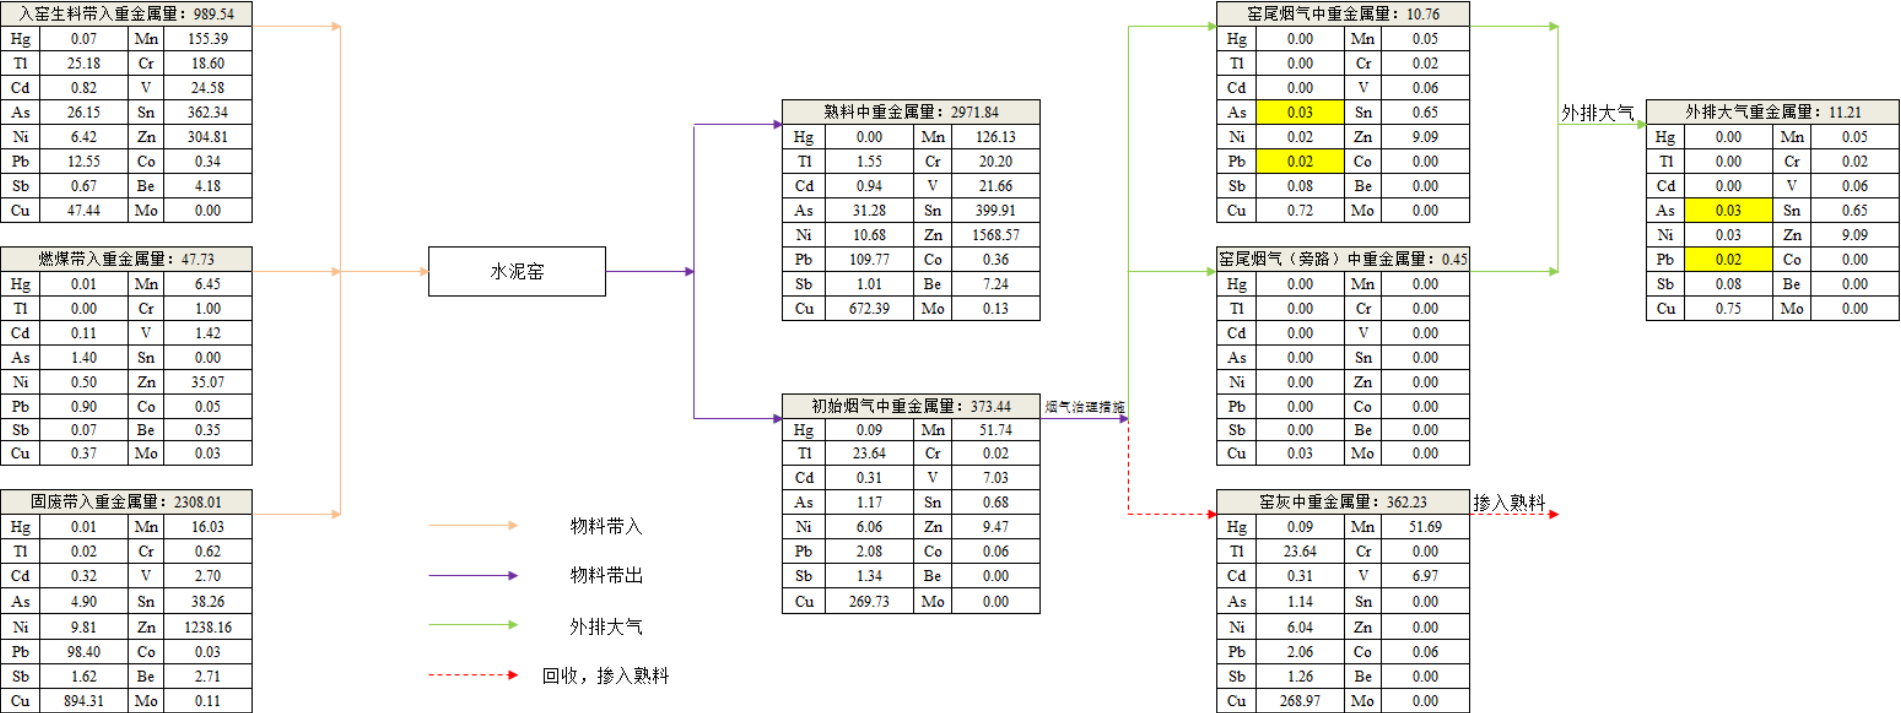 入窑生料带入重金属量：989.54
Hg 0.07 Mn 155.39
Tl 25.18 Cr 18.60
Cd 0.82 V 24.58
As 26.15 Sn 362.34
Ni 6.42 Zn 304.81
Pb 12.55 Co 0.34
Sb 0.67 Be 4.18
Cu 47.44 Mo 0.00
燃煤带入重金属量：47.73
Hg 0.01 Mn 6.45
Tl 0.00 Cr 1.00
Cd 0.11 V 1.42
As 1.40 Sn 0.00
Ni 0.50 Zn 35.07
Pb 0.90 Co 0.05
Sb 0.07 Be 0.35
Cu 0.37 Mo 0.03
固废带入重金属量：2308.01
Hg 0.01 Mn 16.03
Tl 0.02 Cr 0.62
Cd 0.32 V 2.70
As 4.90 Sn 38.26
Ni 9.81 Zn 1238.16
Pb 98.40 Co 0.03
Sb 1.62 Be 2.71
Cu 894.31 Mo 0.11
水泥窑
物料带入
物料带出
外排大气
回收，掺入熟料
熟料中重金属量：2971.84
Hg 0.00 Mn 126.13
Tl 1.55 Cr 20.20
Cd 0.94 V 21.66
As 31.28 Sn 399.91
Ni 10.68 Zn 1568.57
Pb 109.77 Co 0.36
Sb 1.01 Be 7.24
Cu 672.39 Mo 0.13
初始烟气中重金属量：373.44
Hg 0.09 Mn 51.74
Tl 23.64 Cr 0.02
Cd 0.31 V 7.03
As 1.17 Sn 0.68
Ni 6.06 Zn 9.47
Pb 2.08 Co 0.06
Sb 1.34 Be 0.00
Cu 269.73 Mo 0.00
烟气治理措施
窑尾烟气中重金属量：10.76
Hg 0.00 Mn 0.05
Tl 0.00 Cr 0.02
Cd 0.00 V 0.06
As 0.03 Sn 0.65
Ni 0.02 Zn 9.09
Pb 0.02 Co 0.00
Sb 0.08 Be 0.00
Cu 0.72 Mo 0.00
窑尾烟气（旁路）中重金属量：0.45
Hg 0.00 Mn 0.00
Tl 0.00 Cr 0.00
Cd 0.00 V 0.00
As 0.00 Sn 0.00
Ni 0.00 Zn 0.00
Pb 0.00 Co 0.00
Sb 0.00 Be 0.00
Cu 0.03 Mo 0.00
窑灰中重金属量：362.23
Hg 0.09 Mn 51.69
Tl 23.64 Cr 0.00
Cd 0.31 V 6.97
As 1.14 Sn 0.00
Ni 6.04 Zn 0.00
Pb 2.06 Co 0.06
Sb 1.26 Be 0.00
Cu 268.97 Mo 0.00
掺入熟料
外排大气
外排大气重金属量：11.21
Hg 0.00 Mn 0.05
Tl 0.00 Cr 0.02
Cd 0.00 V 0.06
As 0.03 Sn 0.65
Ni 0.03 Zn 9.09
Pb 0.02 Co 0.00
Sb 0.08 Be 0.00
Cu 0.75 Mo 0.00